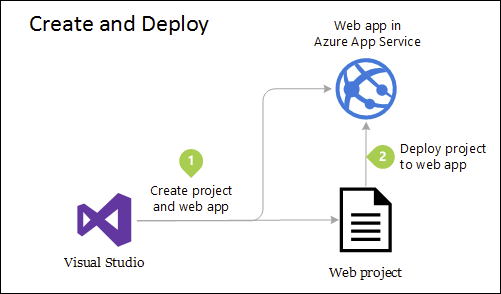 Create and Deploy
Web app in
Azure App Service
1
Create project
and web app
2
Deploy project
to web app
Visual Studio
Web project